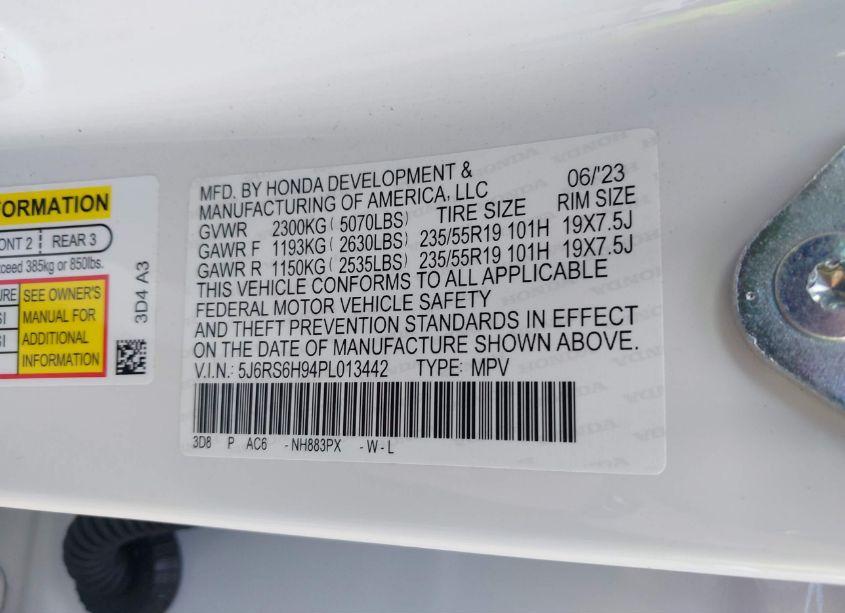 FORMATION
ONT 2 REAR 3
xceed 385kg or 850lbs.
URE SEE OWNER'S
SI MANUAL FOR
SI ADDITIONAL
INFORMATION
3D4 A3
MFD. BY HONDA DEVELOPMENT & 06/'23
MANUFACTURING OF AMERICA, LLC
GVWR 2300KG ( 5070LBS) TIRE SIZE RIM SIZE
GAWR F 1193KG ( 2630LBS) 235/55R19 101H 19X7.5J
GAWR R 1150KG ( 2535LBS) 235/55R19 101H 19X7.5J
THIS VEHICLE CONFORMS TO ALL APPLICABLE
FEDERAL MOTOR VEHICLE SAFETY
AND THEFT PREVENTION STANDARDS IN EFFECT
ON THE DATE OF MANUFACTURE SHOWN ABOVE.
V.I.N.: 5J6RS6H94PL013442 TYPE: MPV
3D8 P AC6 -NH883PX -W-L